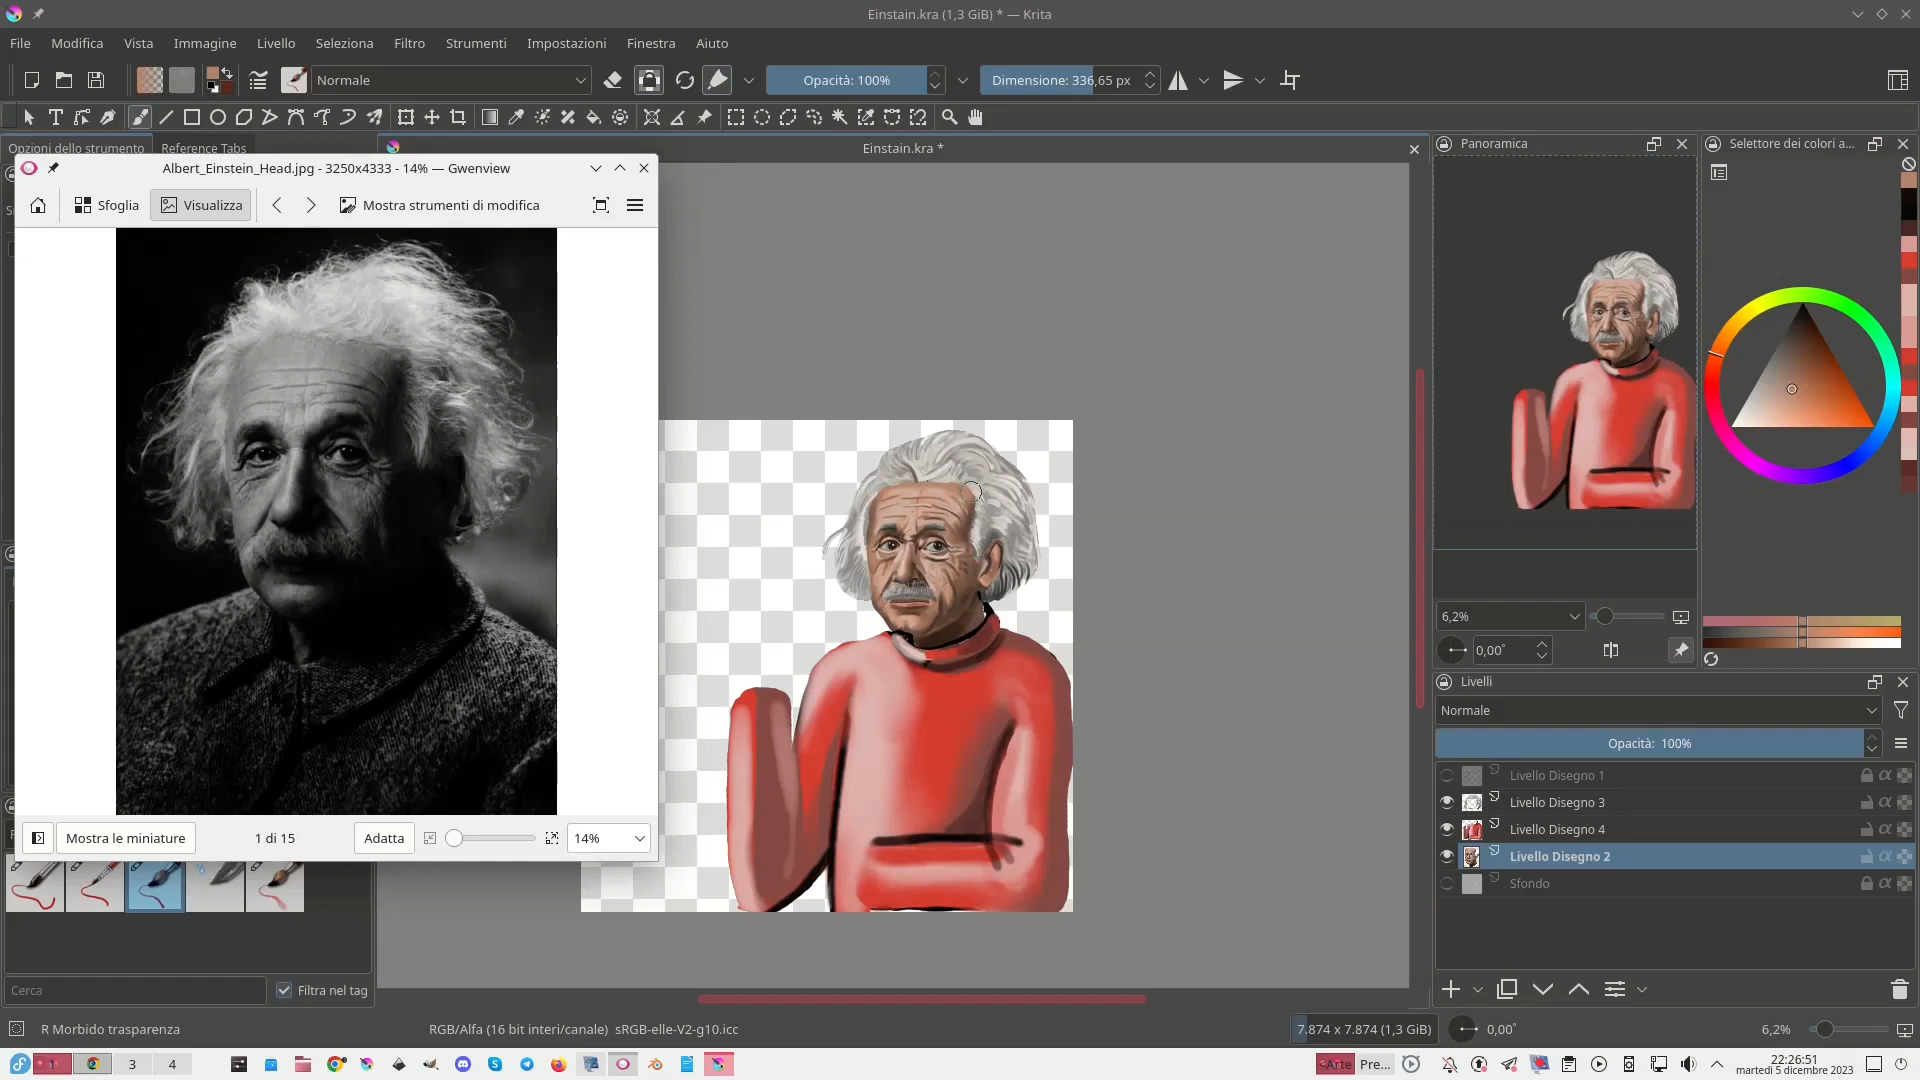 Einstain.kra (1,3 GiB) * — Krita
File Modifica Vista Immagine Livello Seleziona Filtro Strumenti Impostazioni Finestra Aiuto
Normale Opacità: 100% Dimensione: 336,65 px
Opzioni dello strumento Reference Tabs
Einstain.kra *
Panoramica
Selettore dei colori a...
Albert_Einstein_Head.jpg - 3250x4333 - 14% — Gwenview
Sfoglia Visualizza Mostra strumenti di modifica
6,2%
0,00°
Livelli
Normale
Opacità: 100%
Livello Disegno 1
Livello Disegno 3
Livello Disegno 4
Livello Disegno 2
Sfondo
Mostra le miniature 1 di 15 Adatta 14%
Cerca Filtra nel tag
R Morbido trasparenza RGB/Alfa (16 bit interi/canale) sRGB-elle-V2-g10.icc 7.874 x 7.874 (1,3 GiB) 0,00° 6,2%
1 3 4
Arte Pre...
22:26:51
martedì 5 dicembre 2023